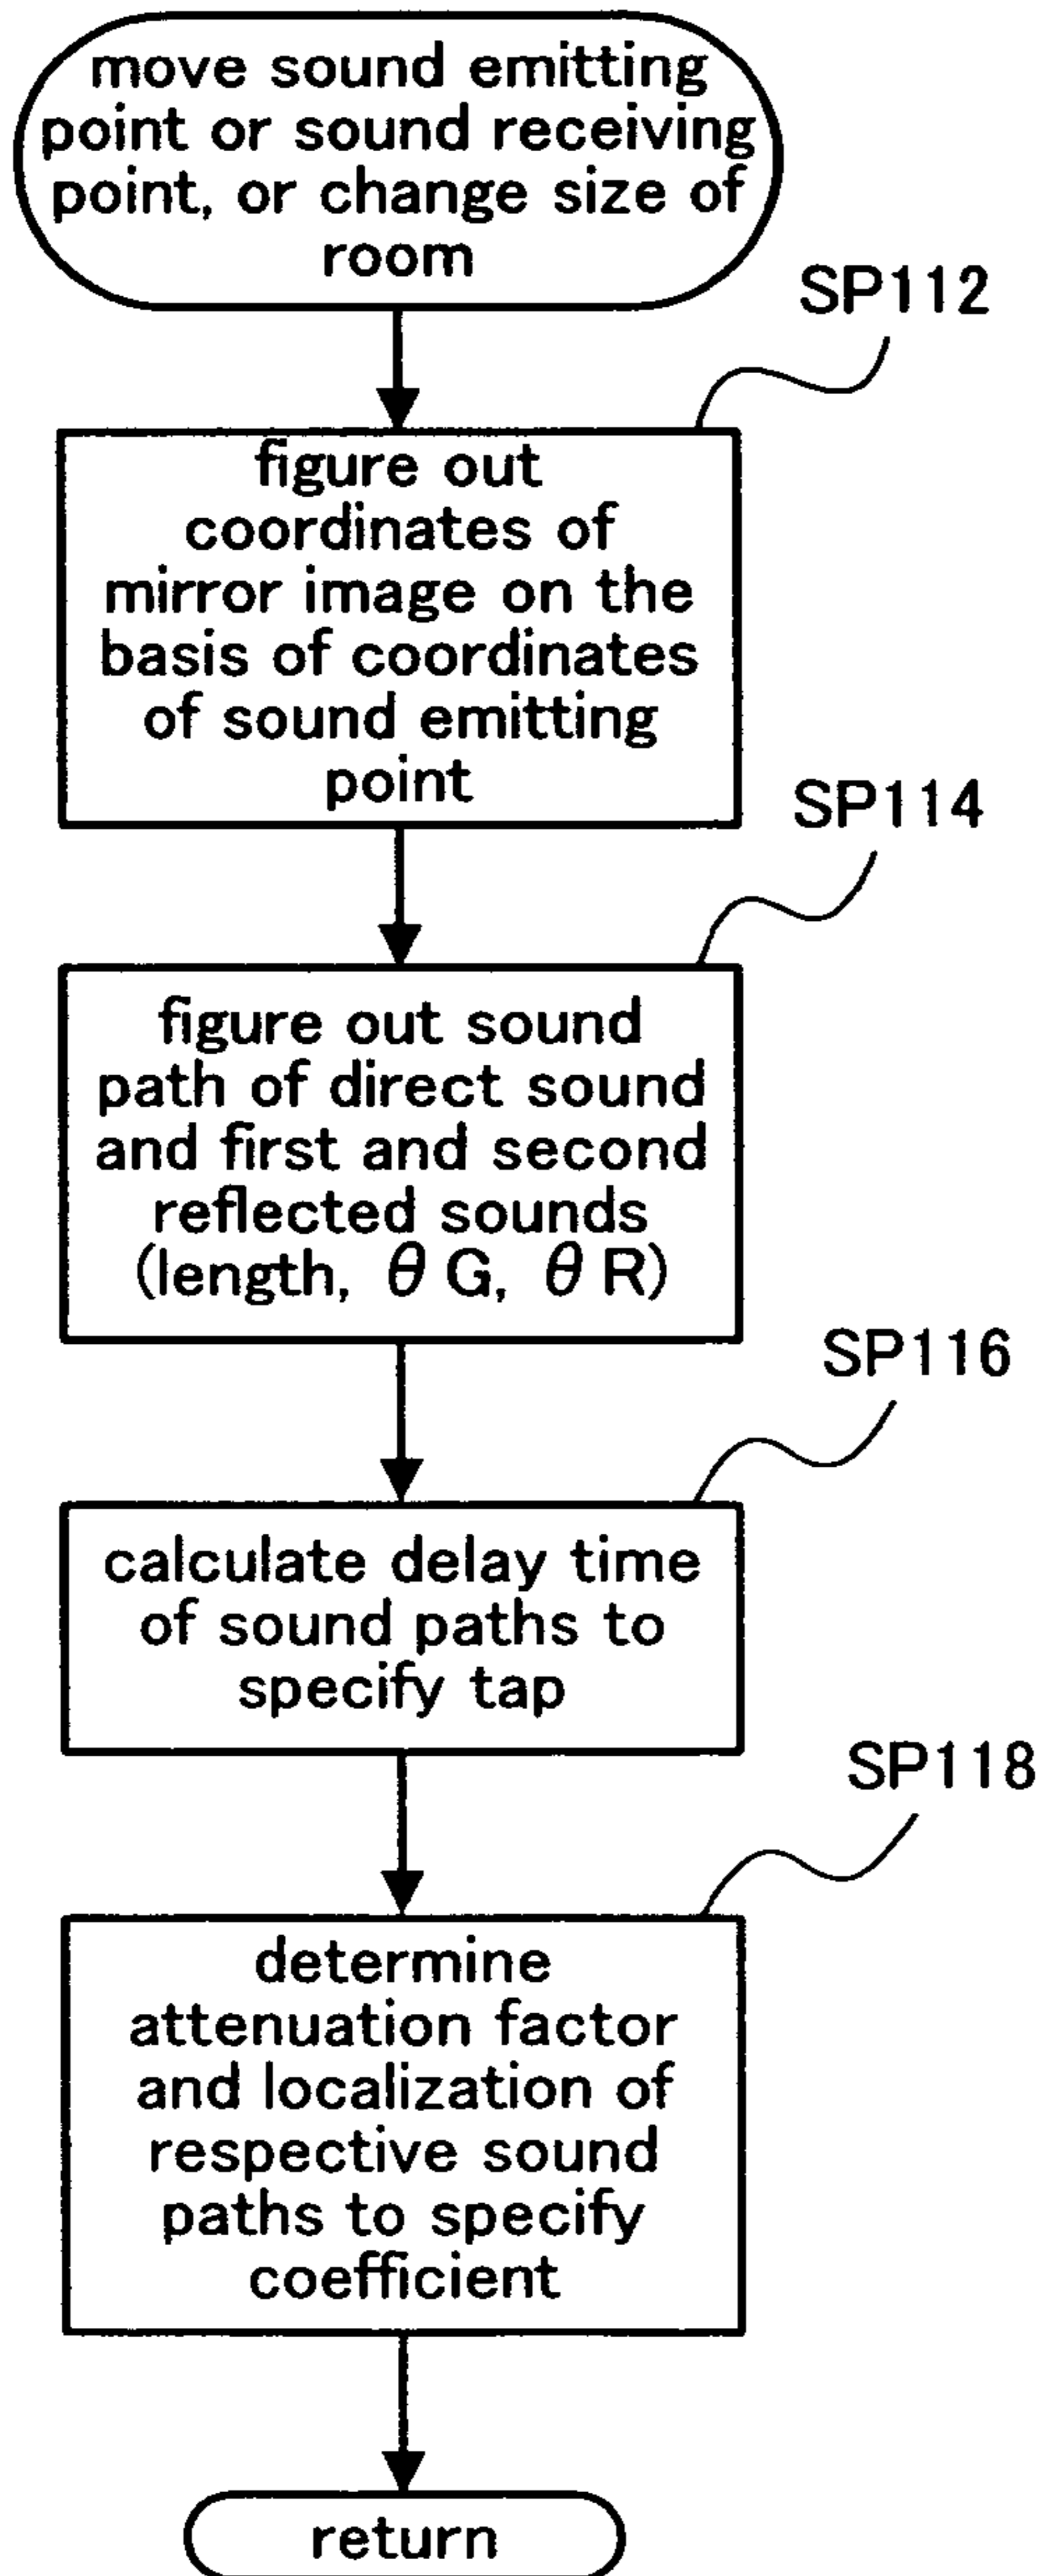 move sound emitting
point or sound receiving
point, or change size of
room
SP112
figure out
coordinates of
mirror image on the
basis of coordinates
of sound emitting
point
SP114
figure out sound
path of direct sound
and first and second
reflected sounds
(length, θ G, θ R)
SP116
calculate delay time
of sound paths to
specify tap
SP118
determine
attenuation factor
and localization of
respective sound
paths to specify
coefficient
return